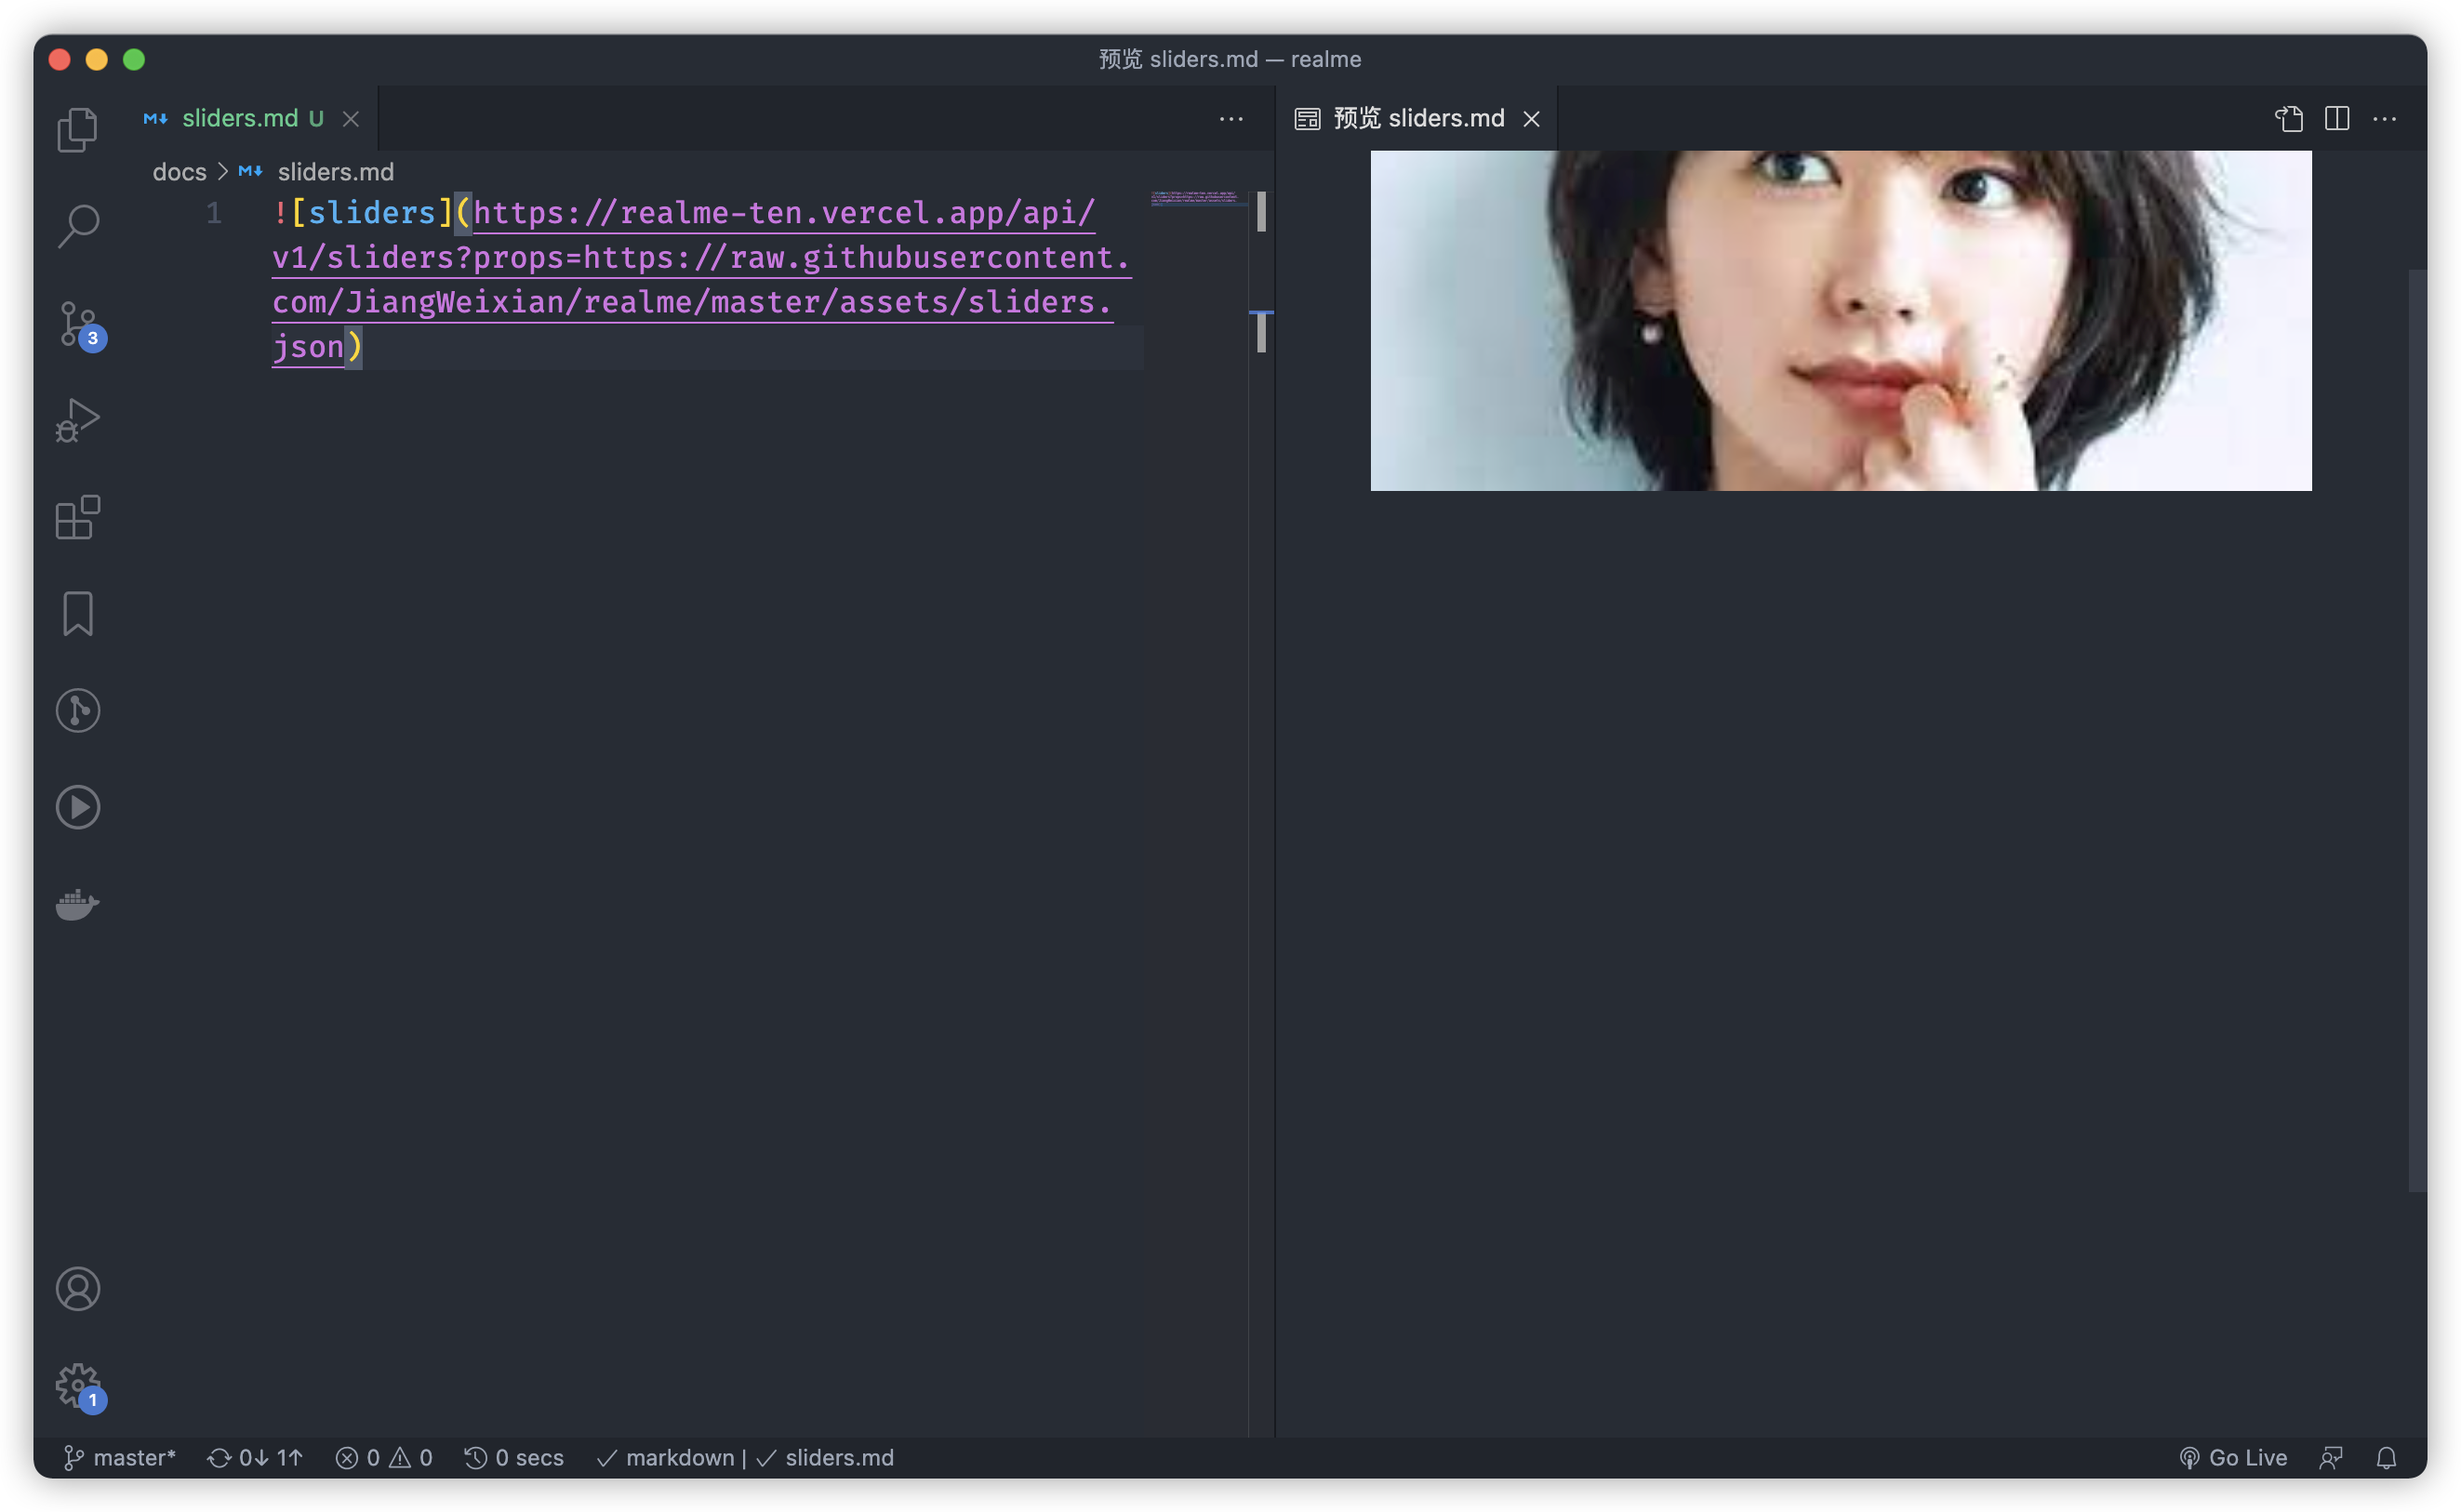 预览 sliders.md — realme
sliders.md U
预览 sliders.md
docs > sliders.md
1 ![sliders](https://realme-ten.vercel.app/api/
v1/sliders?props=https://raw.githubusercontent.
com/JiangWeixian/realme/master/assets/sliders.
json)
3
1
master* 0↓ 1↑ 0 0 0 secs markdown | sliders.md Go Live